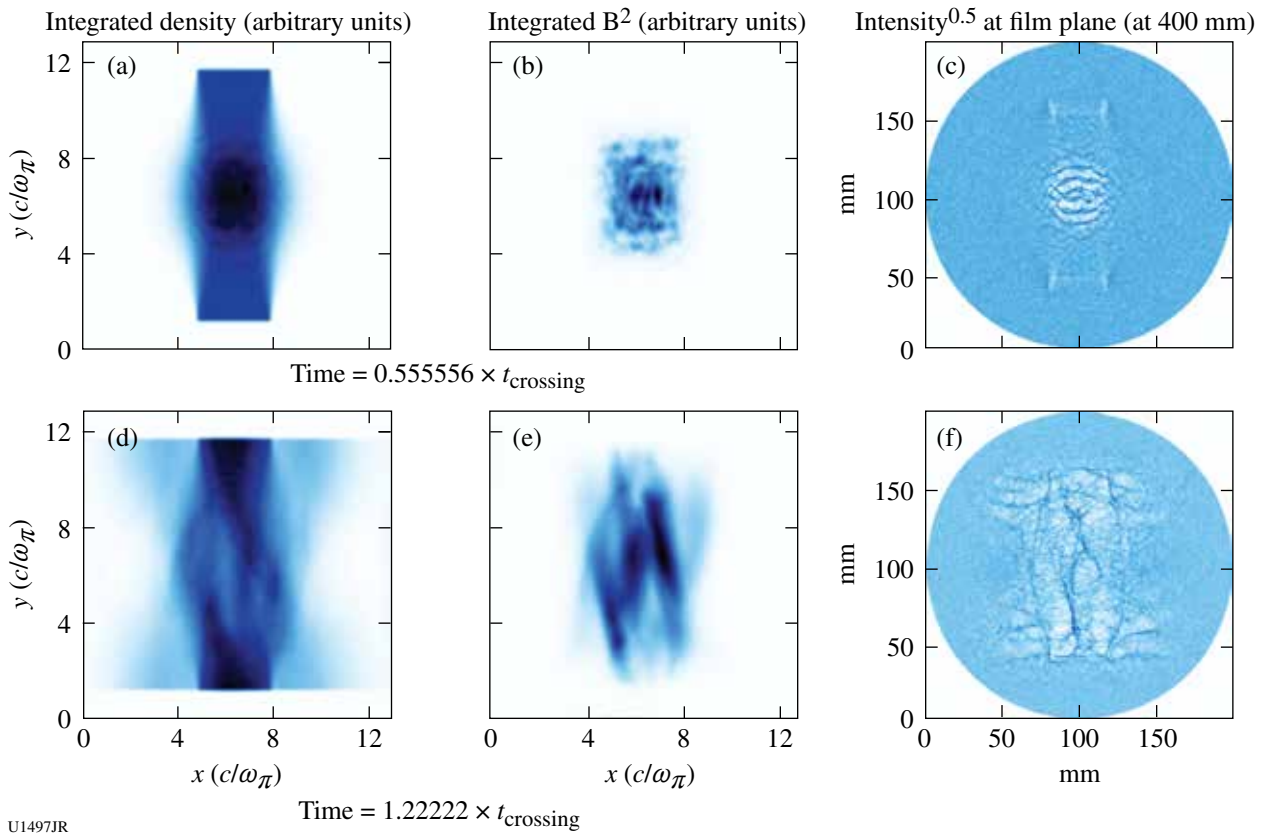 Integrated density (arbitrary units)
Integrated B² (arbitrary units)
Intensity⁰·⁵ at film plane (at 400 mm)
(a)
(b)
(c)
12
8
4
0
y (c/ωπ)
150
100
50
0
mm
Time = 0.555556 × t_crossing
(d)
(e)
(f)
12
8
4
0
y (c/ωπ)
150
100
50
0
mm
0 4 8 12
0 4 8 12
0 50 100 150
x (c/ωπ)
x (c/ωπ)
mm
Time = 1.22222 × t_crossing
U1497JR